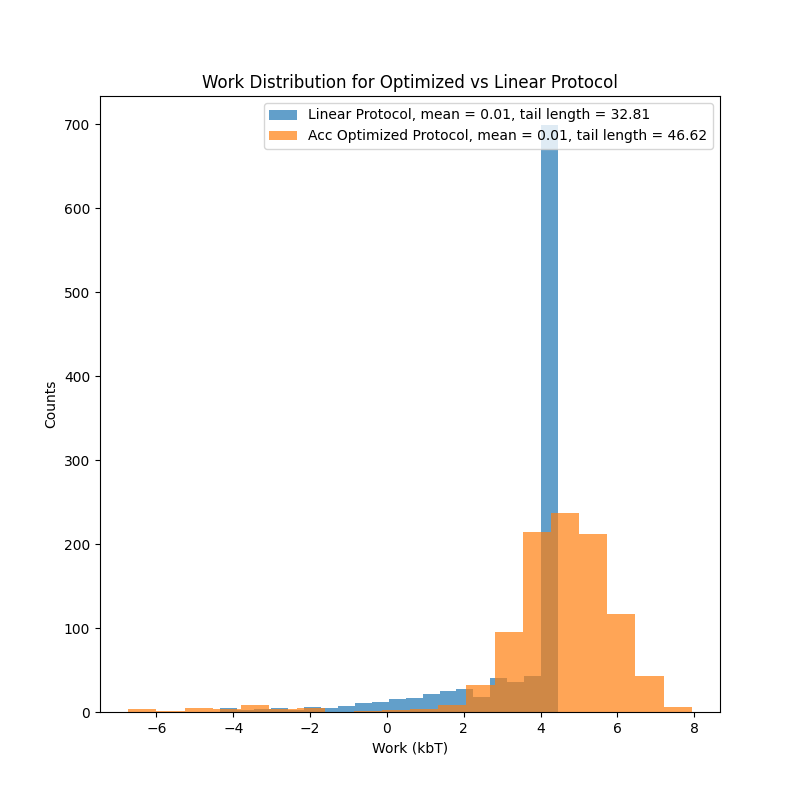 Work Distribution for Optimized vs Linear Protocol
Linear Protocol, mean = 0.01, tail length = 32.81
Acc Optimized Protocol, mean = 0.01, tail length = 46.62
700
600
500
400
300
200
100
0
Counts
−6 −4 −2 0 2 4 6 8
Work (kbT)